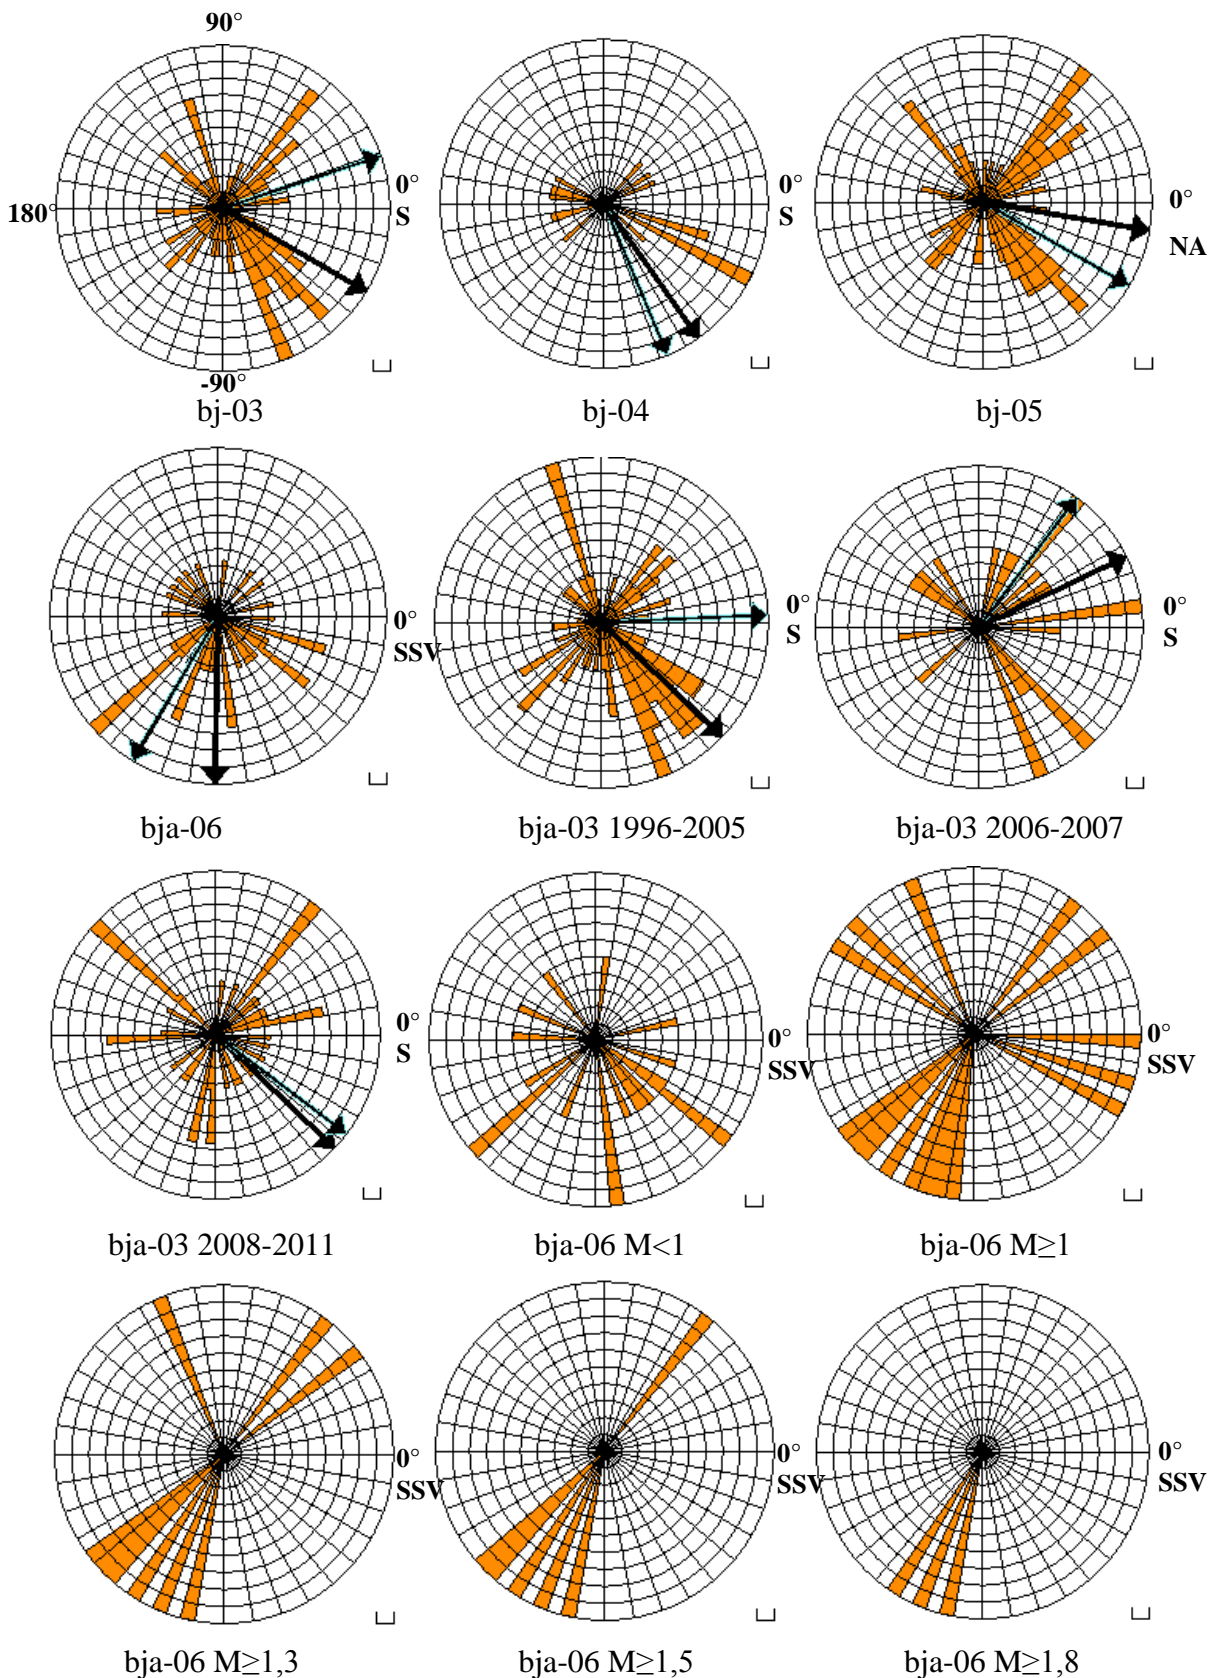 90°
0°
0°
0°
180°
S
S
NA
-90°
bj-03
bj-04
bj-05
0°
0°
0°
SSV
S
S
bja-06
bja-03 1996-2005
bja-03 2006-2007
0°
0°
0°
S
SSV
SSV
bja-03 2008-2011
bja-06 M<1
bja-06 M≥1
0°
0°
0°
SSV
SSV
SSV
bja-06 M≥1,3
bja-06 M≥1,5
bja-06 M≥1,8